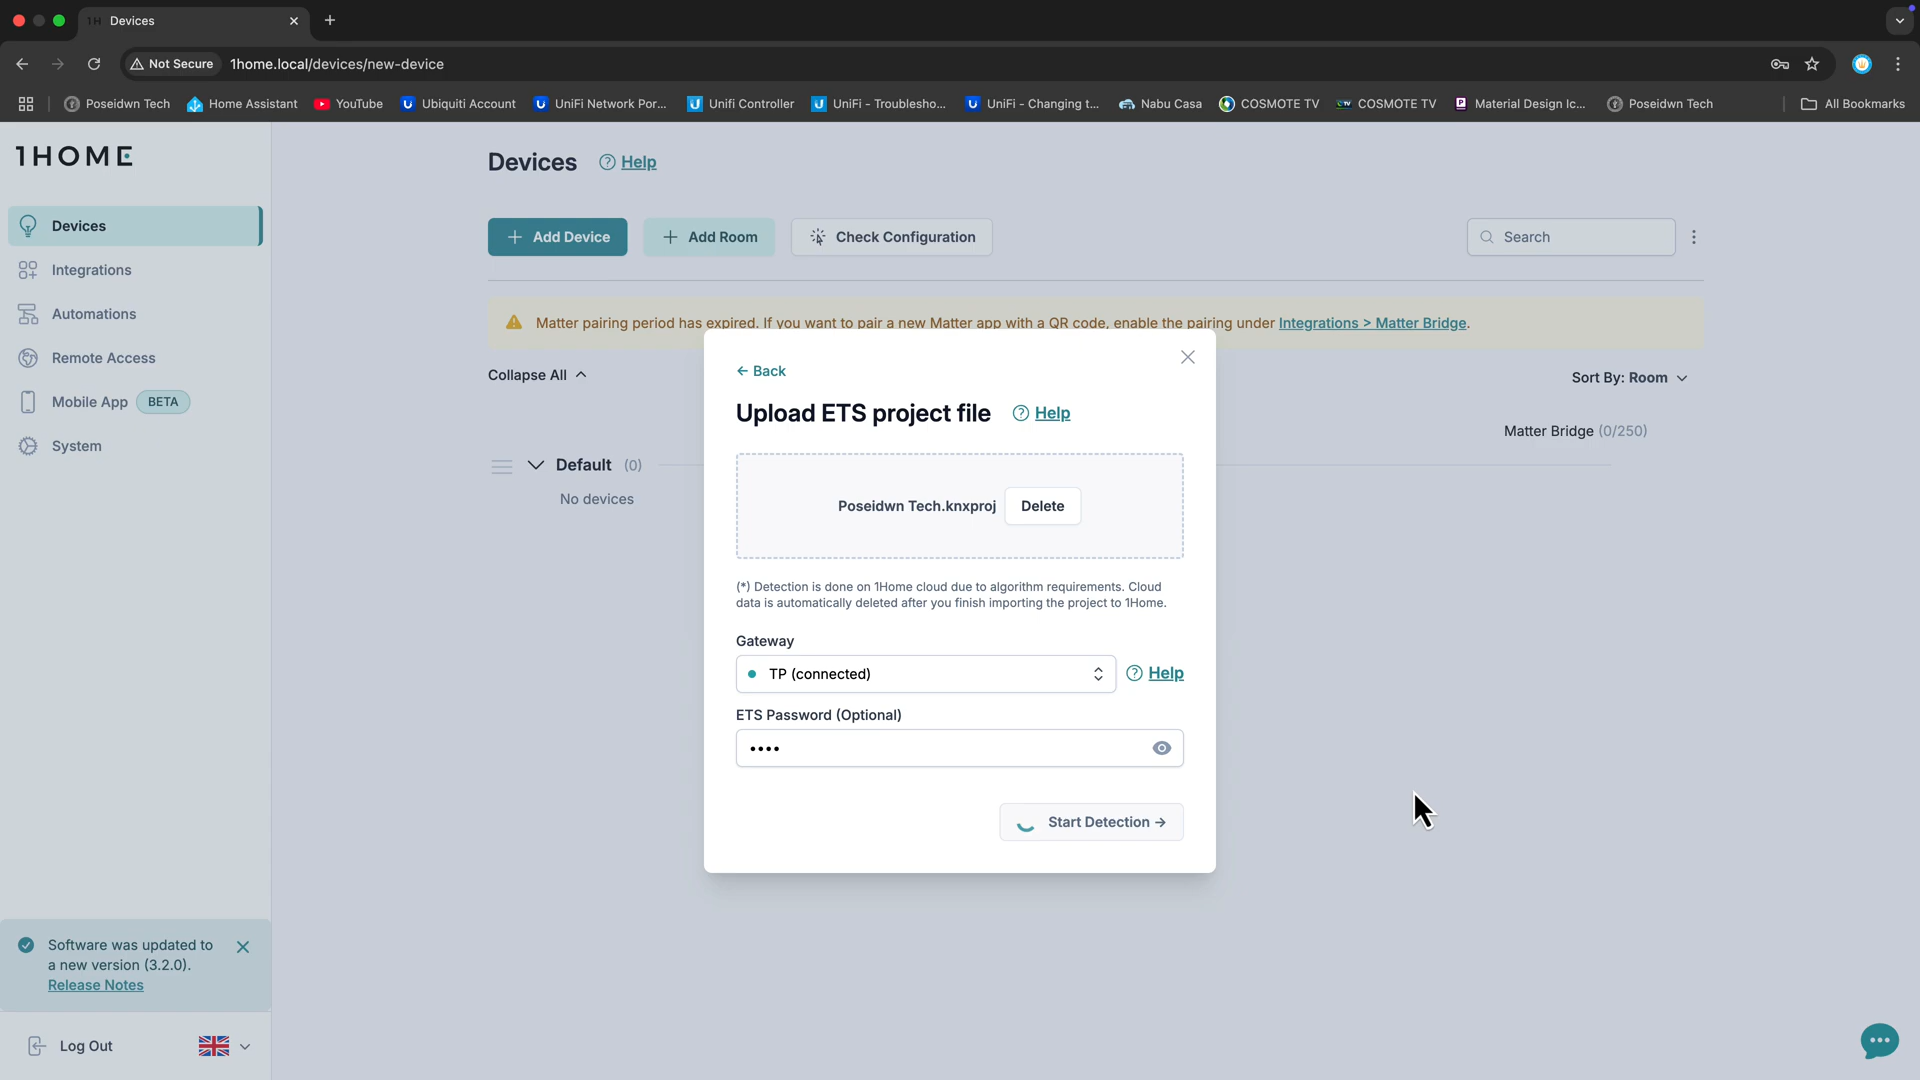 1H Devices
Not Secure 1home.local/devices/new-device
Poseidwn Tech Home Assistant YouTube Ubiquiti Account UniFi Network Por... Unifi Controller UniFi - Troublesho... UniFi - Changing t... Nabu Casa COSMOTE TV COSMOTE TV Material Design Ic... Poseidwn Tech All Bookmarks
1HOME
Devices
Integrations
Automations
Remote Access
Mobile App BETA
System
Software was updated to
a new version (3.2.0).
Release Notes
Log Out
Devices Help
Add Device Add Room Check Configuration Search
Matter pairing period has expired. If you want to pair a new Matter app with a QR code, enable the pairing under Integrations > Matter Bridge.
Collapse All
Sort By: Room
Matter Bridge (0/250)
Default (0)
No devices
← Back
Upload ETS project file Help
Poseidwn Tech.knxproj Delete
(*) Detection is done on 1Home cloud due to algorithm requirements. Cloud
data is automatically deleted after you finish importing the project to 1Home.
Gateway
TP (connected) Help
ETS Password (Optional)
••••
Start Detection →